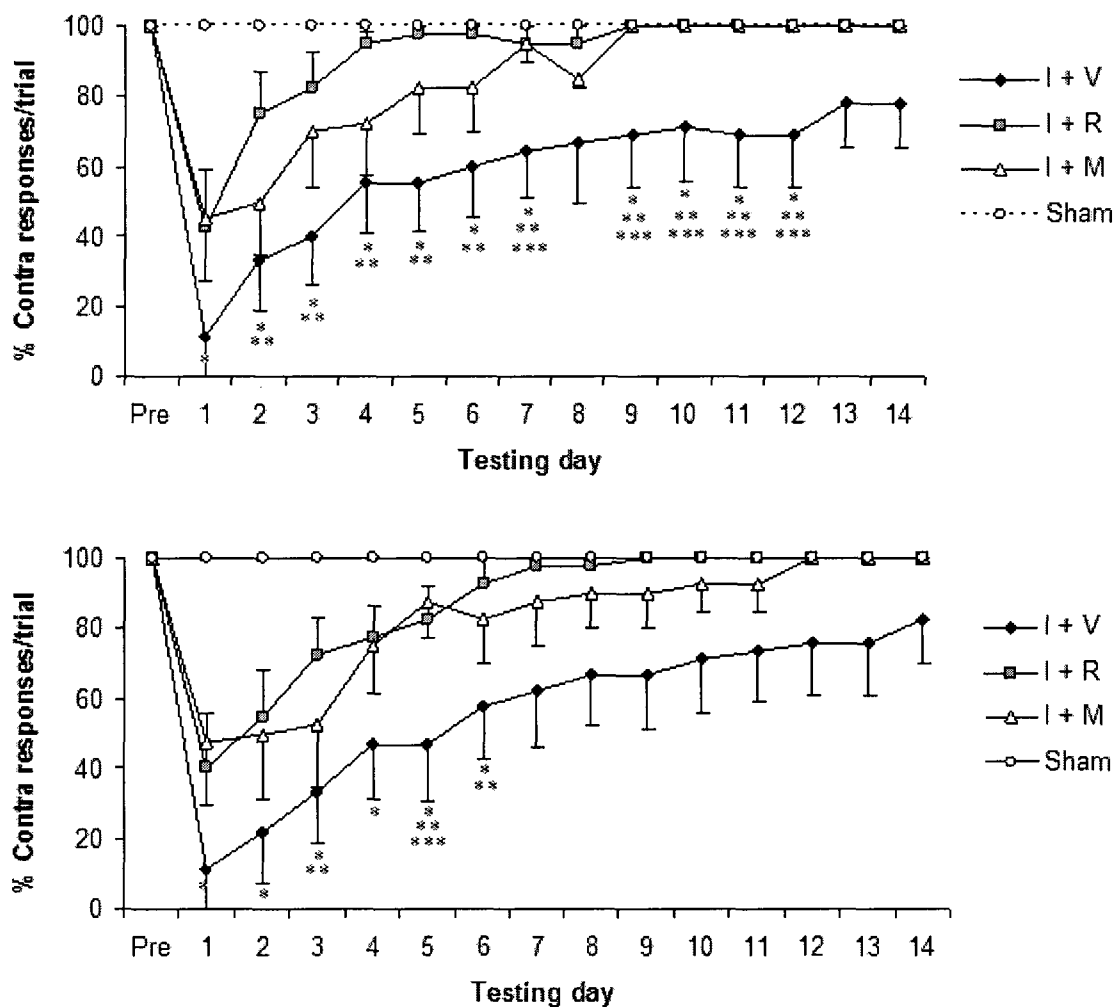 % Contra responses/trial
100
80
60
40
20
0
Pre 1 2 3 4 5 6 7 8 9 10 11 12 13 14
Testing day
* * * * * * * * * * * *
** ** ** ** ** ** ** ** ** **
*** *** *** *** ***
I + V
I + R
I + M
Sham
% Contra responses/trial
100
80
60
40
20
0
Pre 1 2 3 4 5 6 7 8 9 10 11 12 13 14
Testing day
* * * * * *
** ** **
***
I + V
I + R
I + M
Sham